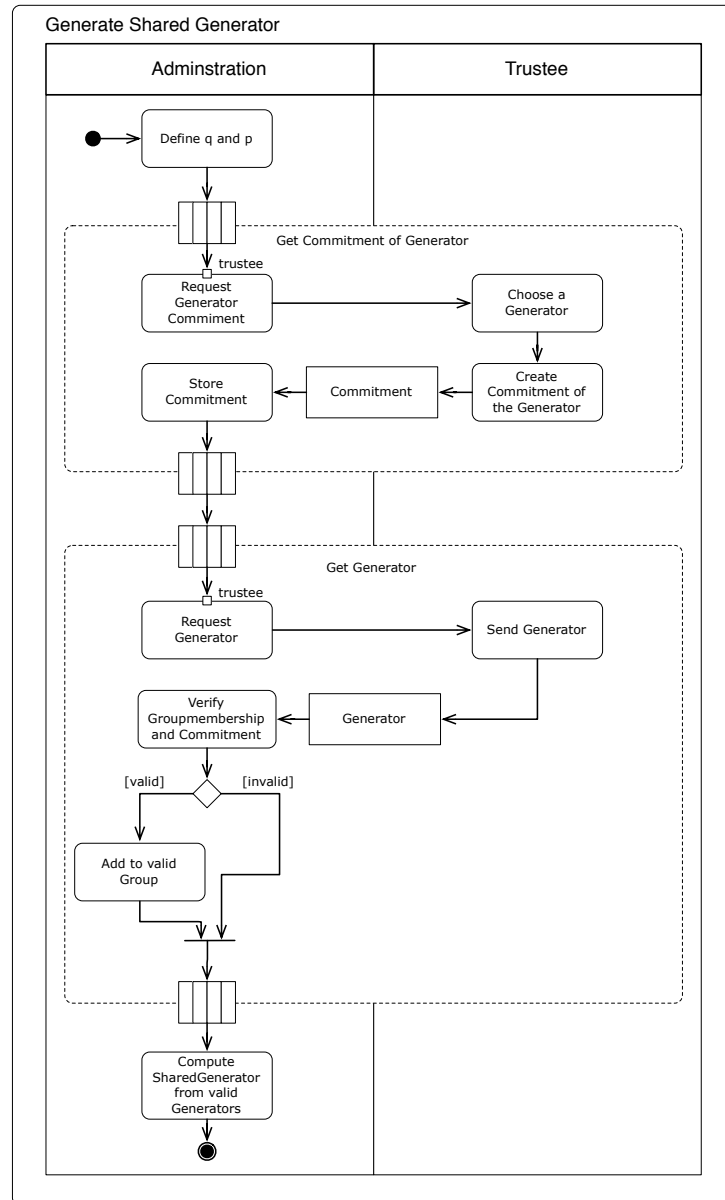 Generate Shared Generator
Adminstration
Trustee
Define q and p
Get Commitment of Generator
trustee
Request
Generator
Commiment
Choose a
Generator
Store
Commitment
Commitment
Create
Commitment of
the Generator
Get Generator
trustee
Request
Generator
Send Generator
Verify
Groupmembership
and Commitment
Generator
[valid]
[invalid]
Add to valid
Group
Compute
SharedGenerator
from valid
Generators